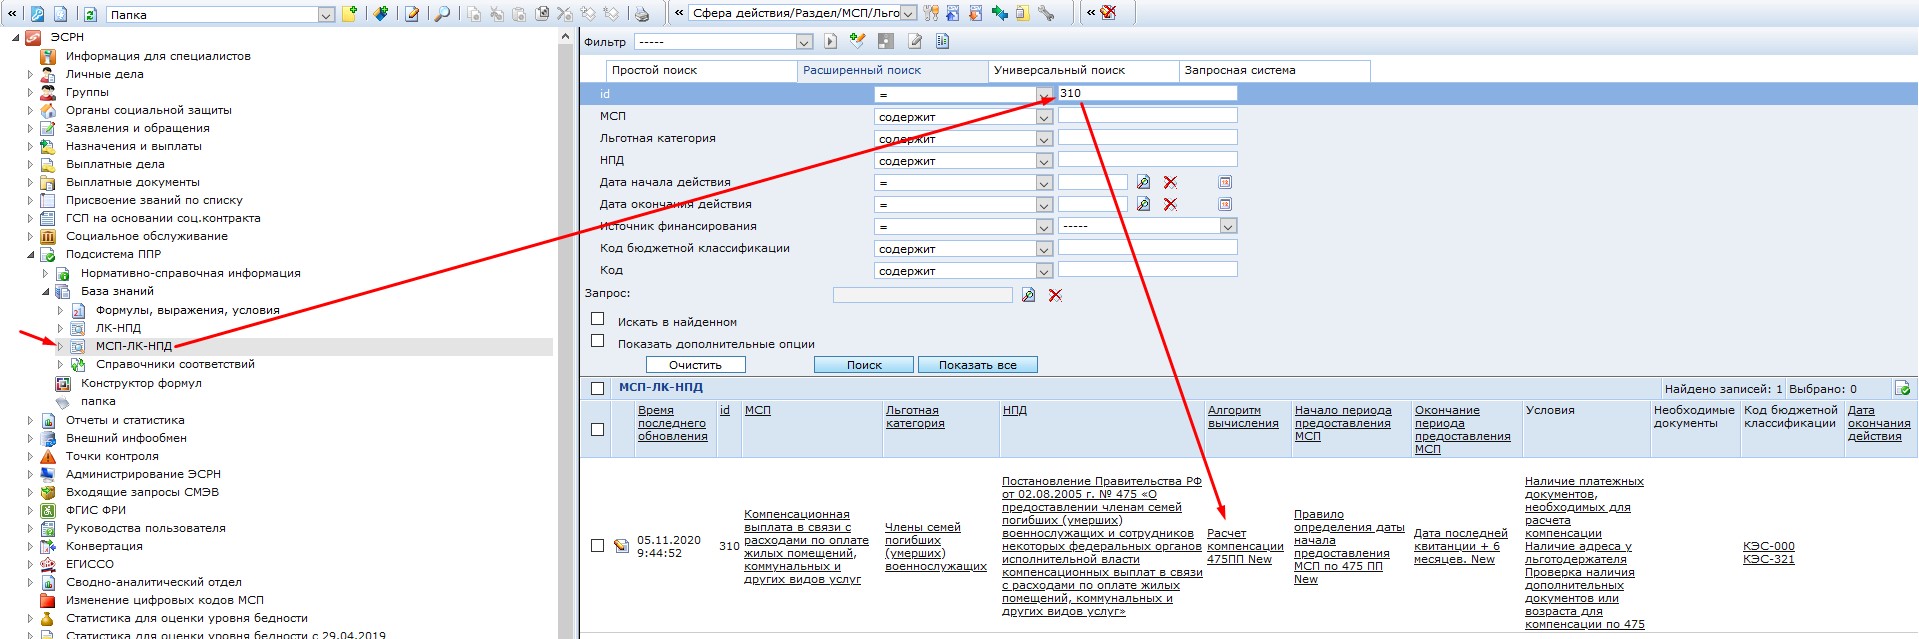 Папка
Сфера действия/Раздел/МСП/Льго
ЭСРН
Информация для специалистов
Личные дела
Группы
Органы социальной защиты
Заявления и обращения
Назначения и выплаты
Выплатные дела
Выплатные документы
Присвоение званий по списку
ГСП на основании соц.контракта
Социальное обслуживание
Подсистема ППР
Нормативно-справочная информация
База знаний
Формулы, выражения, условия
ЛК-НПД
МСП-ЛК-НПД
Справочники соответствий
Конструктор формул
папка
Отчеты и статистика
Внешний инфообмен
Точки контроля
Администрирование ЭСРН
Входящие запросы СМЭВ
ФГИС ФРИ
Руководства пользователя
Конвертация
ЕГИССО
Сводно-аналитический отдел
Изменение цифровых кодов МСП
Статистика для оценки уровня бедности
Статистика для оценки уровня бедности с 29.04.2019
Фильтр -----
Простой поиск Расширенный поиск Универсальный поиск Запросная система
id = 310
МСП содержит
Льготная категория содержит
НПД содержит
Дата начала действия =
Дата окончания действия =
Источник финансирования = -----
Код бюджетной классификации содержит
Код содержит
Запрос:
Искать в найденном
Показать дополнительные опции
Очистить Поиск Показать все
МСП-ЛК-НПД Найдено записей: 1 Выбрано: 0
Время
последнего
обновления
id
МСП
Льготная
категория
НПД
Алгоритм
вычисления
Начало периода
предоставления
МСП
Окончание
периода
предоставления
МСП
Условия
Необходимые
документы
Код бюджетной
классификации
Дата
окончания
действия
05.11.2020
9:44:52
310
Компенсационная
выплата в связи с
расходами по оплате
жилых помещений,
коммунальных и
других видов услуг
Члены семей
погибших
(умерших)
военнослужащих
Постановление Правительства РФ
от 02.08.2005 г. № 475 «О
предоставлении членам семей
погибших (умерших)
военнослужащих и сотрудников
некоторых федеральных органов
исполнительной власти
компенсационных выплат в связи
с расходами по оплате жилых
помещений, коммунальных и
других видов услуг»
Расчет
компенсации
475ПП New
Правило
определения даты
начала
предоставления
МСП по 475 ПП
New
Дата последней
квитанции + 6
месяцев. New
Наличие платежных
документов,
необходимых для
расчета
компенсации
Наличие адреса у
льготодержателя
Проверка наличия
дополнительных
документов или
возраста для
компенсации по 475
КЭС-000
КЭС-321